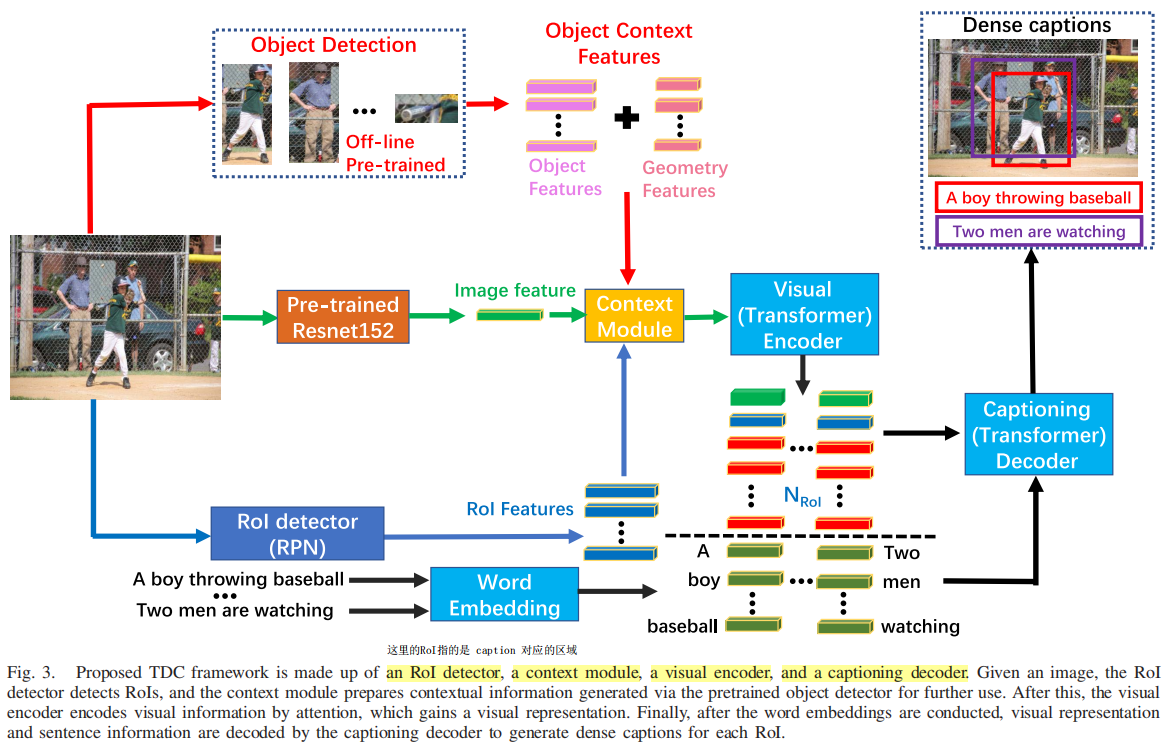 Object Detection
Off-line
Pre-trained
Object Context
Features
Object
Features
Geometry
Features
Dense captions
A boy throwing baseball
Two men are watching
Pre-trained
Resnet152
Image feature
Context
Module
Visual
(Transformer)
Encoder
Captioning
(Transformer)
Decoder
RoI detector
(RPN)
RoI Features
N_RoI
A boy throwing baseball
Two men are watching
Word
Embedding
A
boy
baseball
Two
men
watching
这里的RoI指的是 caption 对应的区域
Fig. 3. Proposed TDC framework is made up of an RoI detector, a context module, a visual encoder, and a captioning decoder. Given an image, the RoI
detector detects RoIs, and the context module prepares contextual information generated via the pretrained object detector for further use. After this, the visual
encoder encodes visual information by attention, which gains a visual representation. Finally, after the word embeddings are conducted, visual representation
and sentence information are decoded by the captioning decoder to generate dense captions for each RoI.